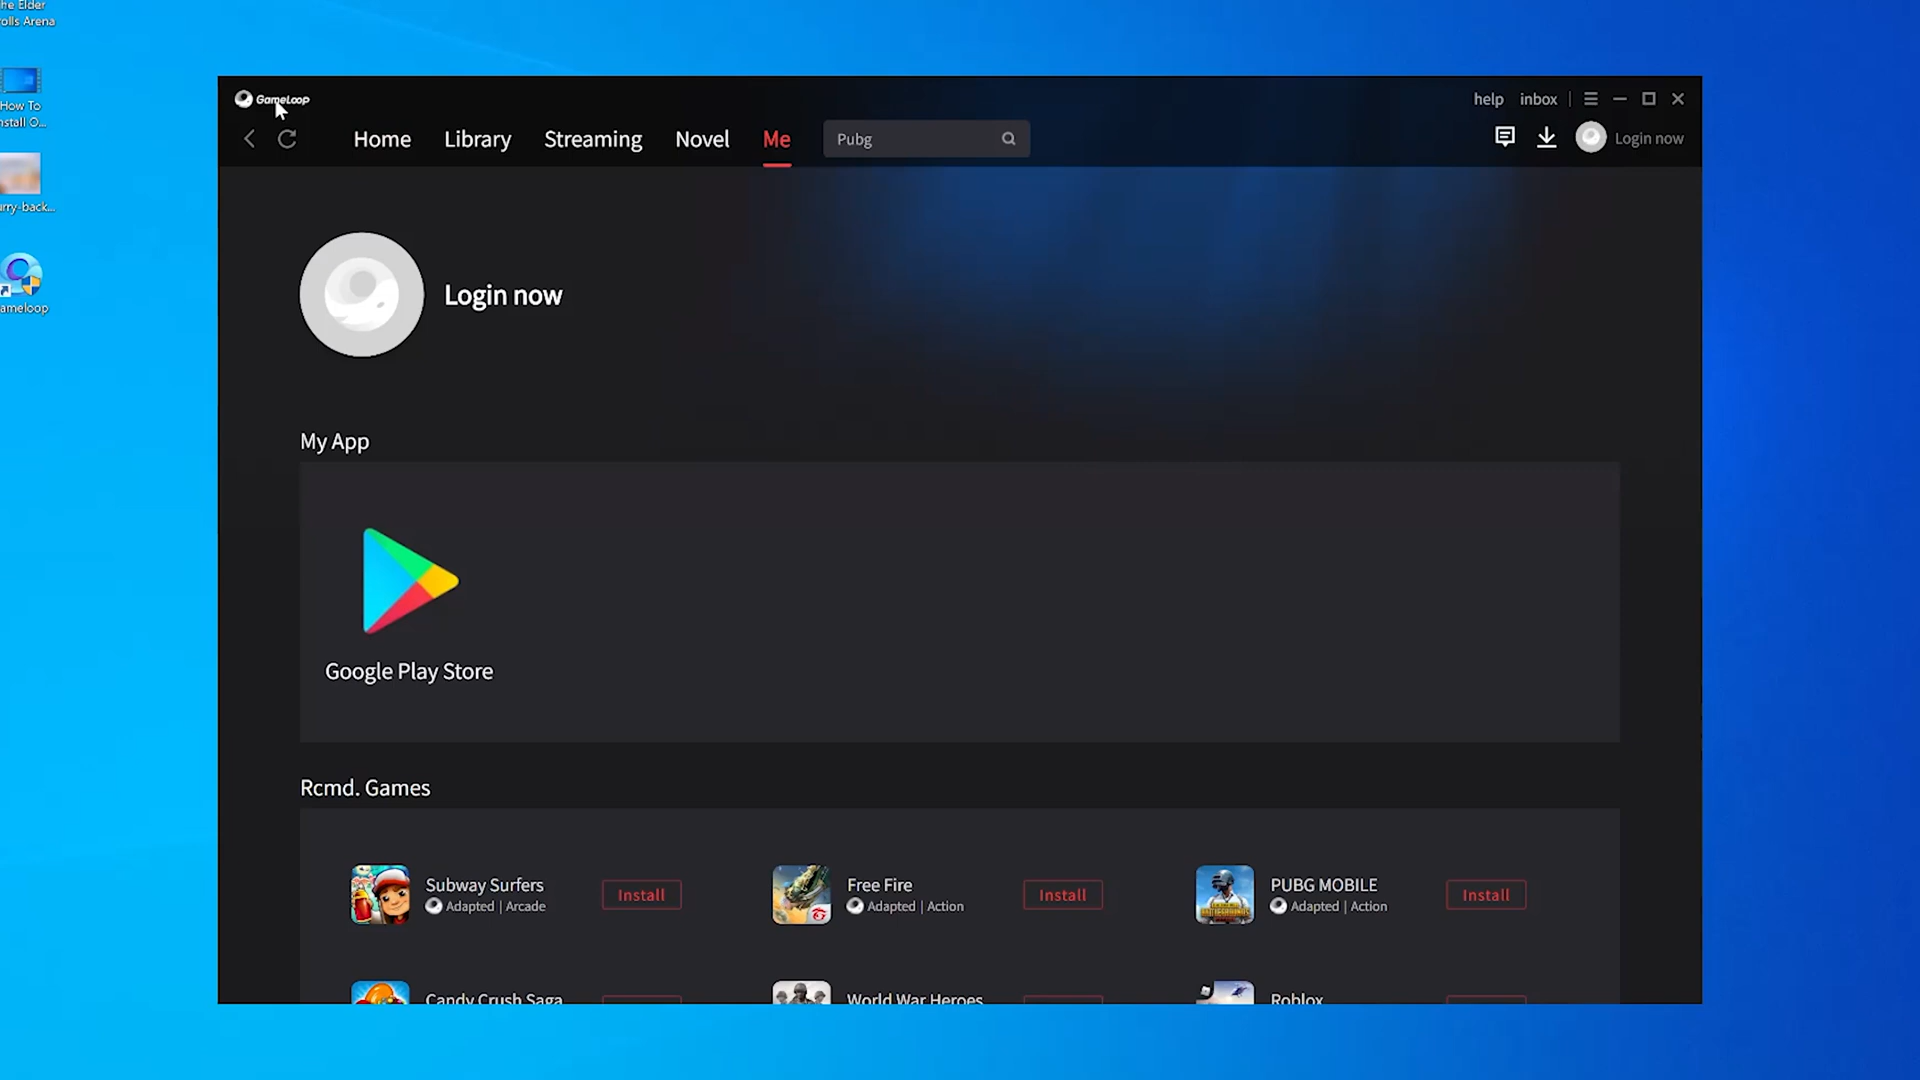 he Elder
olls Arena
How To
nstall O...
rry-back...
ameloop
GameLoop
help inbox
Home Library Streaming Novel Me Pubg Login now
Login now
My App
Google Play Store
Rcmd. Games
Subway Surfers
Adapted | Arcade
Install
Free Fire
Adapted | Action
Install
PUBG MOBILE
Adapted | Action
Install
Candy Crush Saga
World War Heroes
Roblox